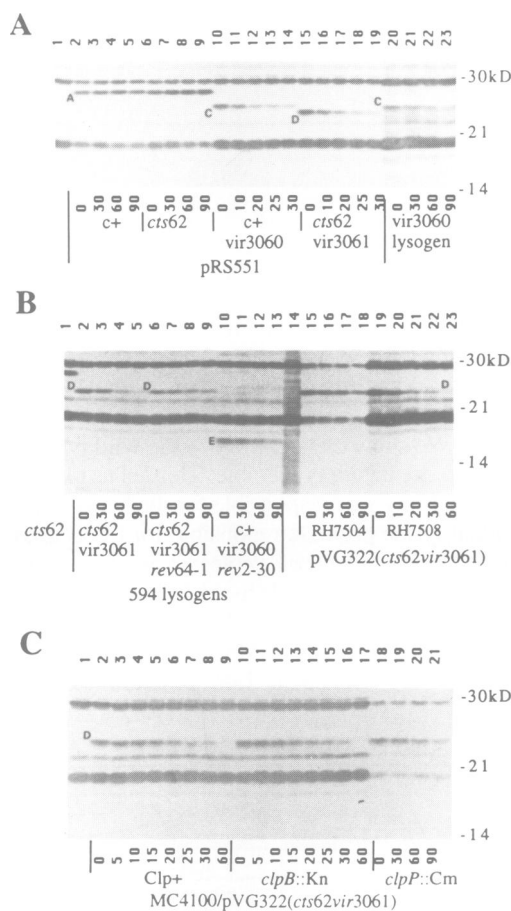 A
1 2 3 4 5 6 7 8 9 10 11 12 13 14 15 16 17 18 19 20 21 22 23
-30kD
A
C
D
C
-21
-14
0 30 60 90 0 30 60 90 0 10 20 25 30 0 10 20 25 30 0 30 60 90
c+ cts62 c+ cts62 vir3060
vir3060 vir3061 lysogen
pRS551
B
1 2 3 4 5 6 7 8 9 10 11 12 13 14 15 16 17 18 19 20 21 22 23
-30kD
D D D
-21
E
-14
0 30 60 90 0 30 60 90 0 30 60 90 0 30 60 90 0 10 20 30 60
cts62 cts62 cts62 c+ RH7504 RH7508
vir3061 vir3061 vir3060 pVG322(cts62vir3061)
rev64-1 rev2-30
594 lysogens
C
1 2 3 4 5 6 7 8 9 10 11 12 13 14 15 16 17 18 19 20 21
-30kD
D
-21
-14
0 5 10 15 20 25 30 60 0 5 10 15 20 25 30 60 0 30 60 90
Clp+ clpB::Kn clpP::Cm
MC4100/pVG322(cts62vir3061)